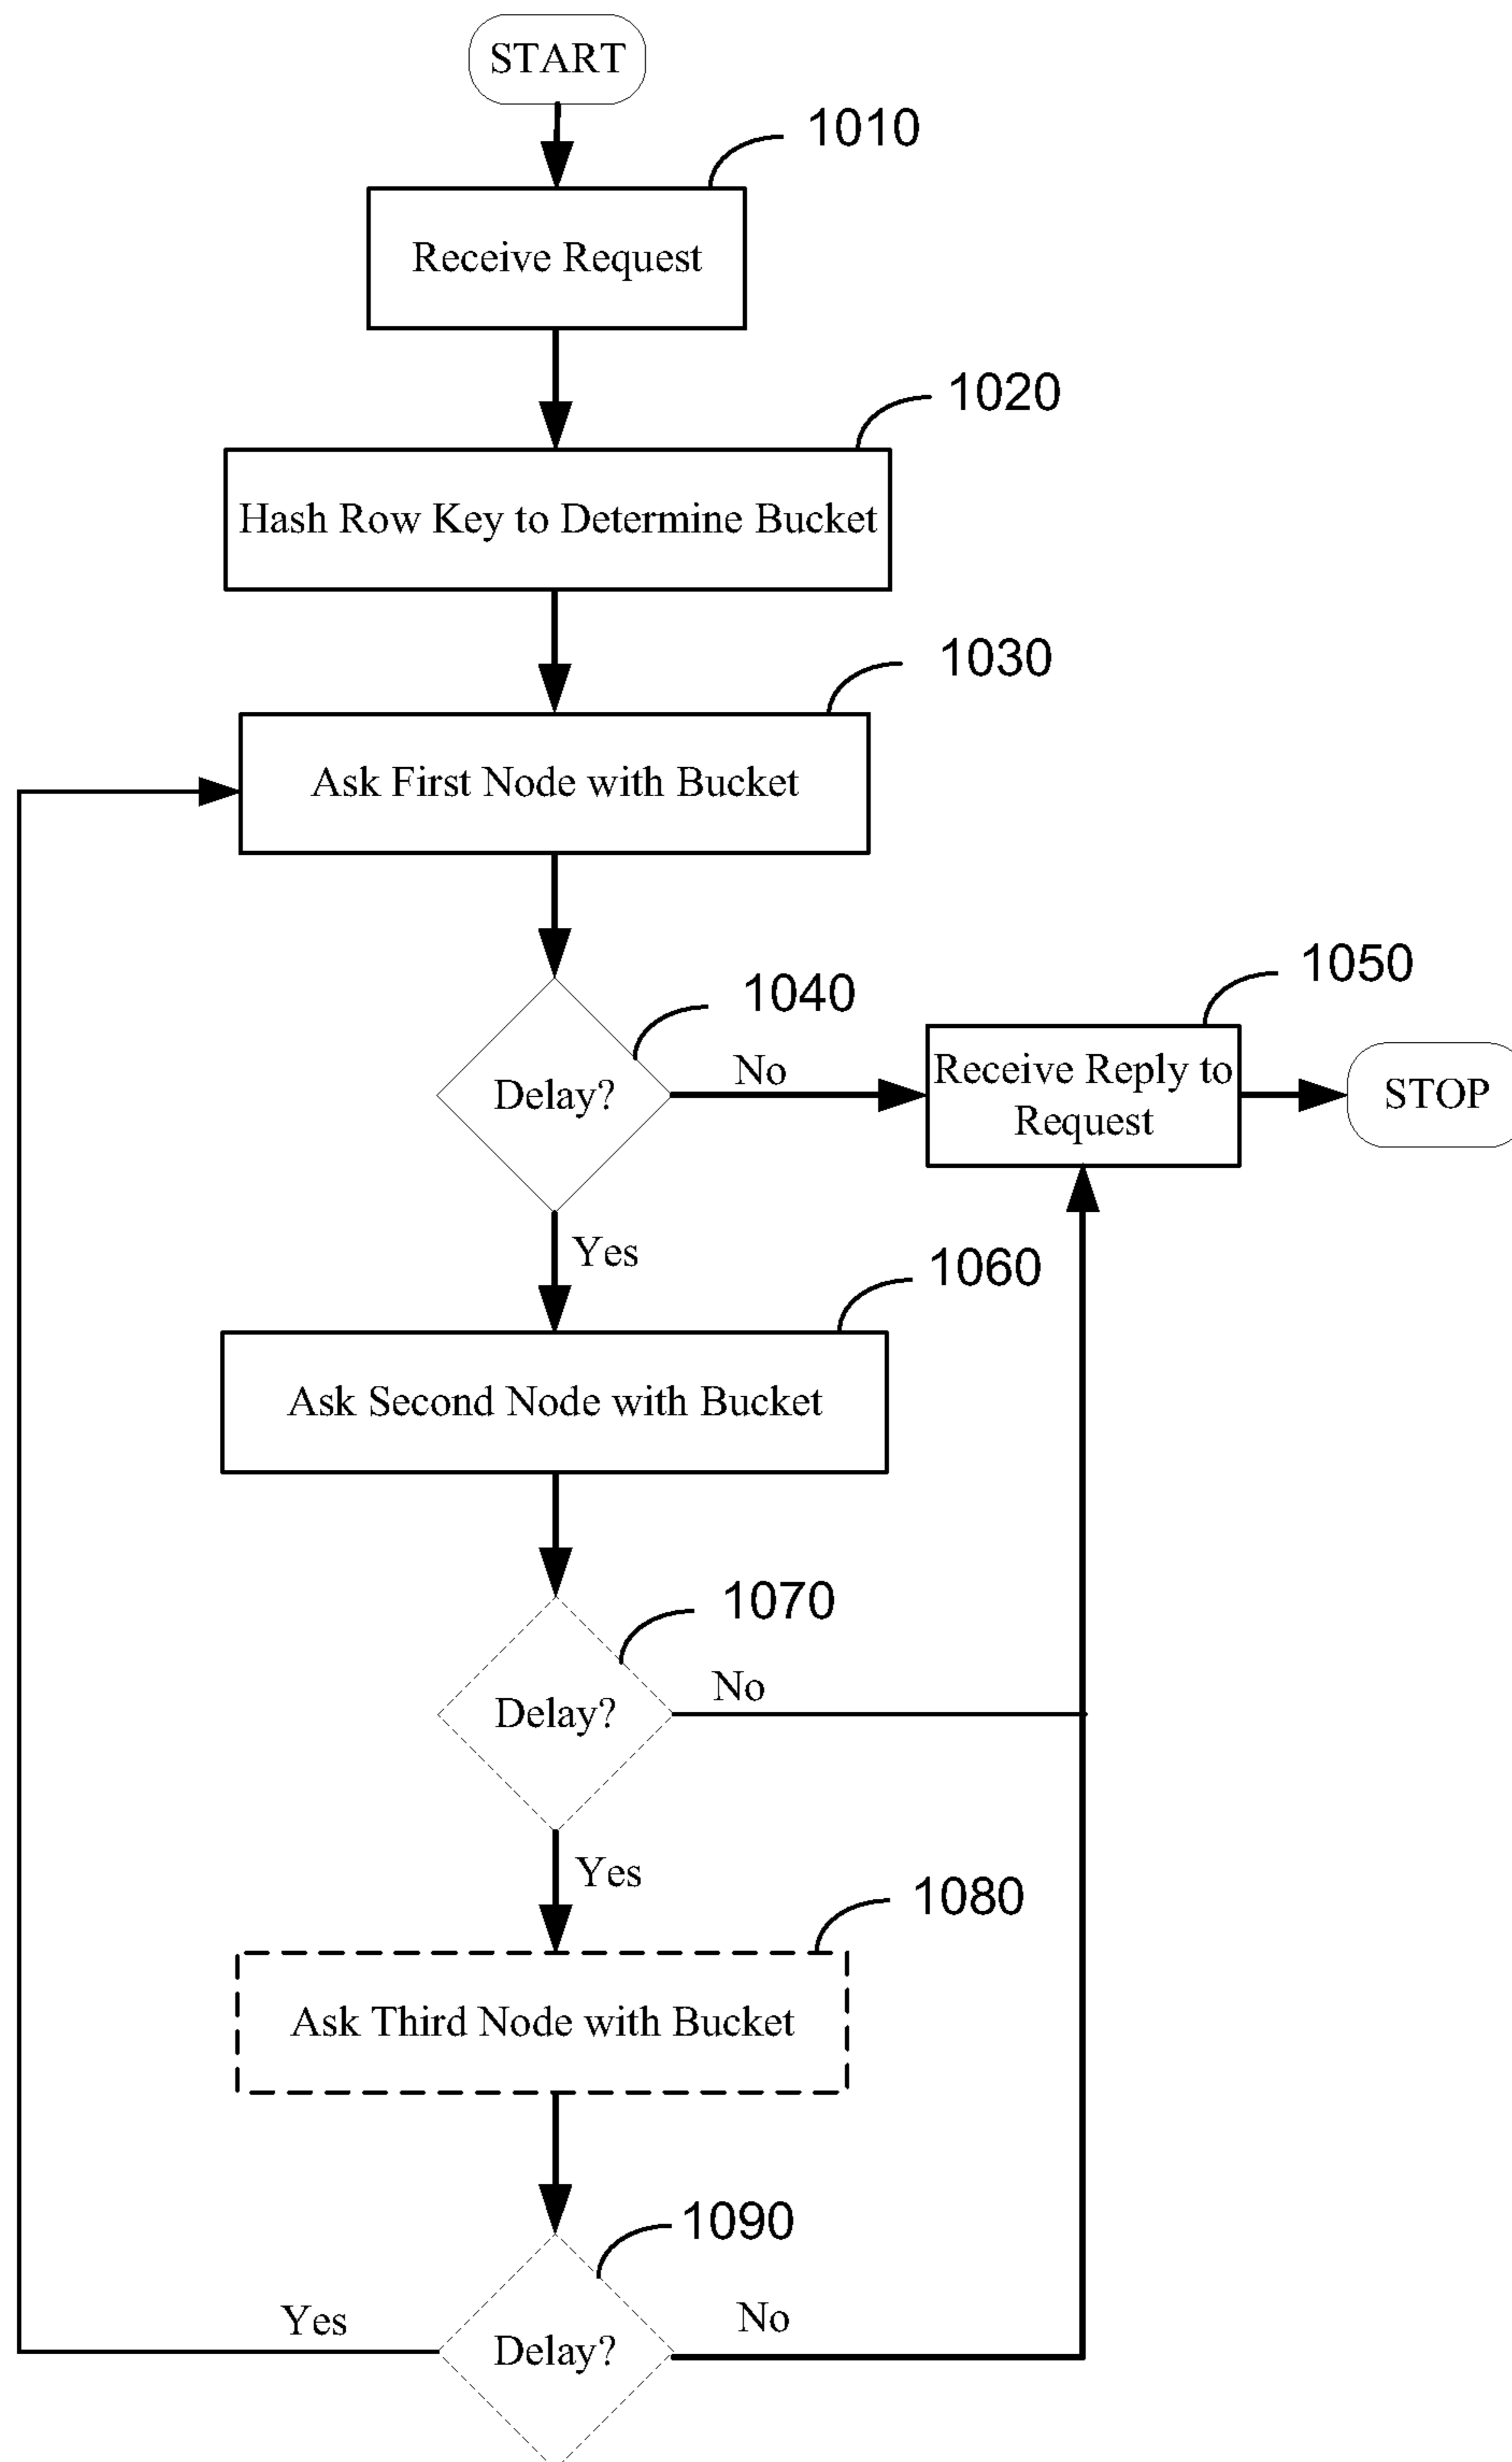 START
1010
Receive Request
1020
Hash Row Key to Determine Bucket
1030
Ask First Node with Bucket
1040
Delay?
No
1050
Receive Reply to
Request
STOP
Yes
1060
Ask Second Node with Bucket
1070
Delay?
No
Yes
1080
Ask Third Node with Bucket
1090
Yes
Delay?
No